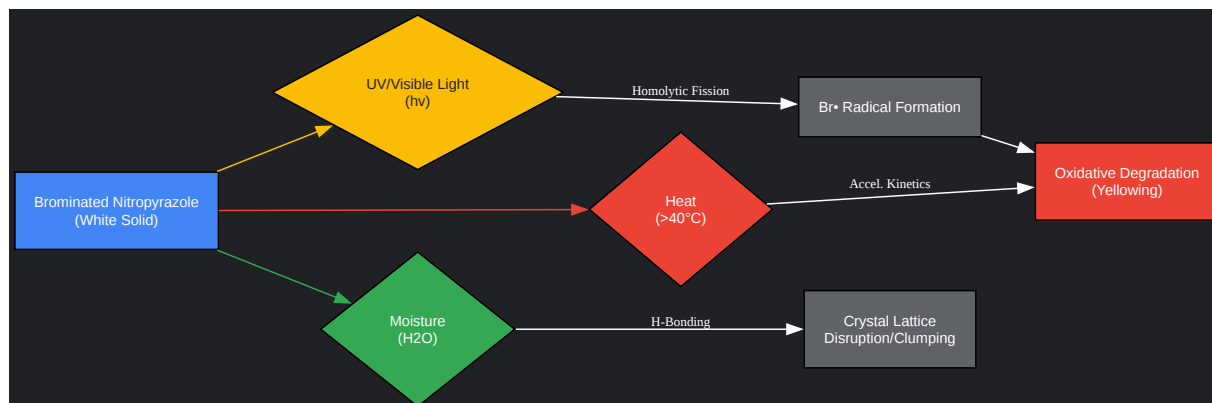 UV/Visible Light
(hv)
Homolytic Fission
Br• Radical Formation
Brominated Nitropyrazole
(White Solid)
Heat
(>40°C)
Accel. Kinetics
Oxidative Degradation
(Yellowing)
Moisture
(H2O)
H-Bonding
Crystal Lattice
Disruption/Clumping